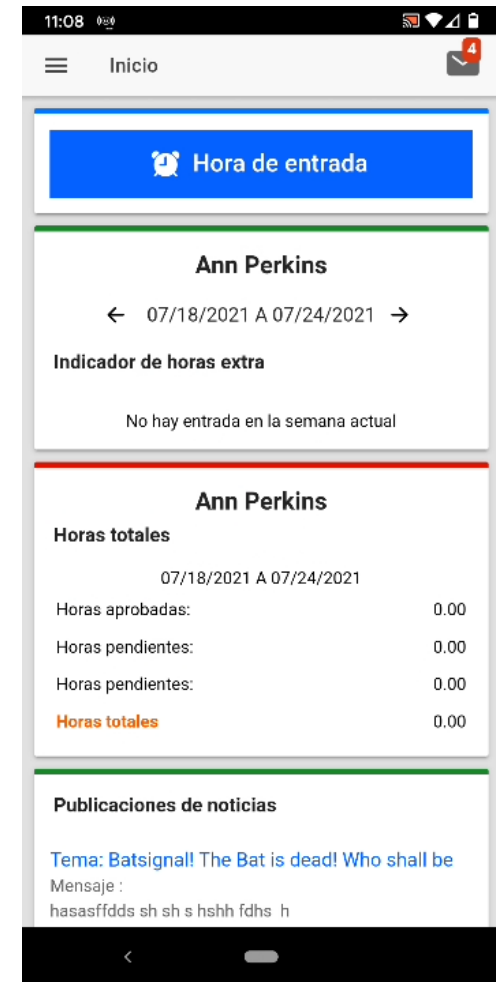 11:08
Inicio
4
Hora de entrada
Ann Perkins
07/18/2021 A 07/24/2021
Indicador de horas extra
No hay entrada en la semana actual
Ann Perkins
Horas totales
07/18/2021 A 07/24/2021
Horas aprobadas: 0.00
Horas pendientes: 0.00
Horas pendientes: 0.00
Horas totales 0.00
Publicaciones de noticias
Tema: Batsignal! The Bat is dead! Who shall be
Mensaje :
hasasffdds sh sh s hshh fdhs h